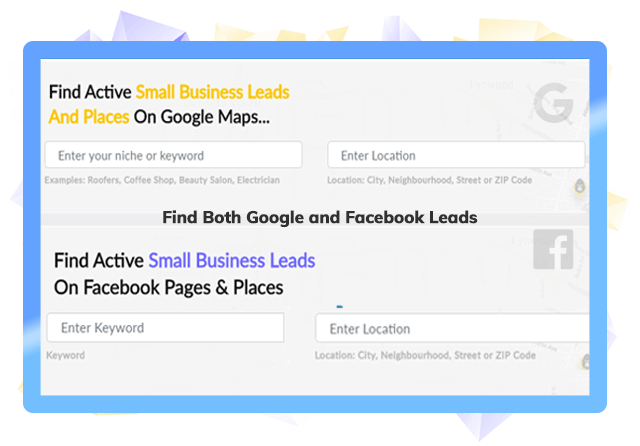 Find Active Small Business Leads
And Places On Google Maps...
Enter your niche or keyword
Enter Location
Examples: Roofers, Coffee Shop, Beauty Salon, Electrician
Location: City, Neighbourhood, Street or ZIP Code
Find Both Google and Facebook Leads
Find Active Small Business Leads
On Facebook Pages & Places
Enter Keyword
Enter Location
Keyword
Location: City, Neighbourhood, Street or ZIP Code